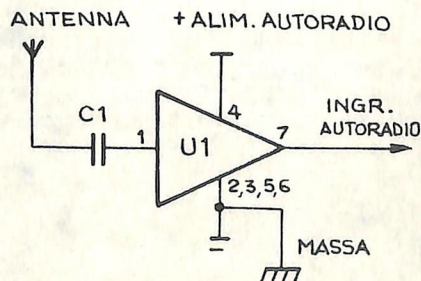 ANTENNA
+ ALIM. AUTORADIO
C1
1
U1
4
7
INGR.
AUTORADIO
2,3,5,6
MASSA